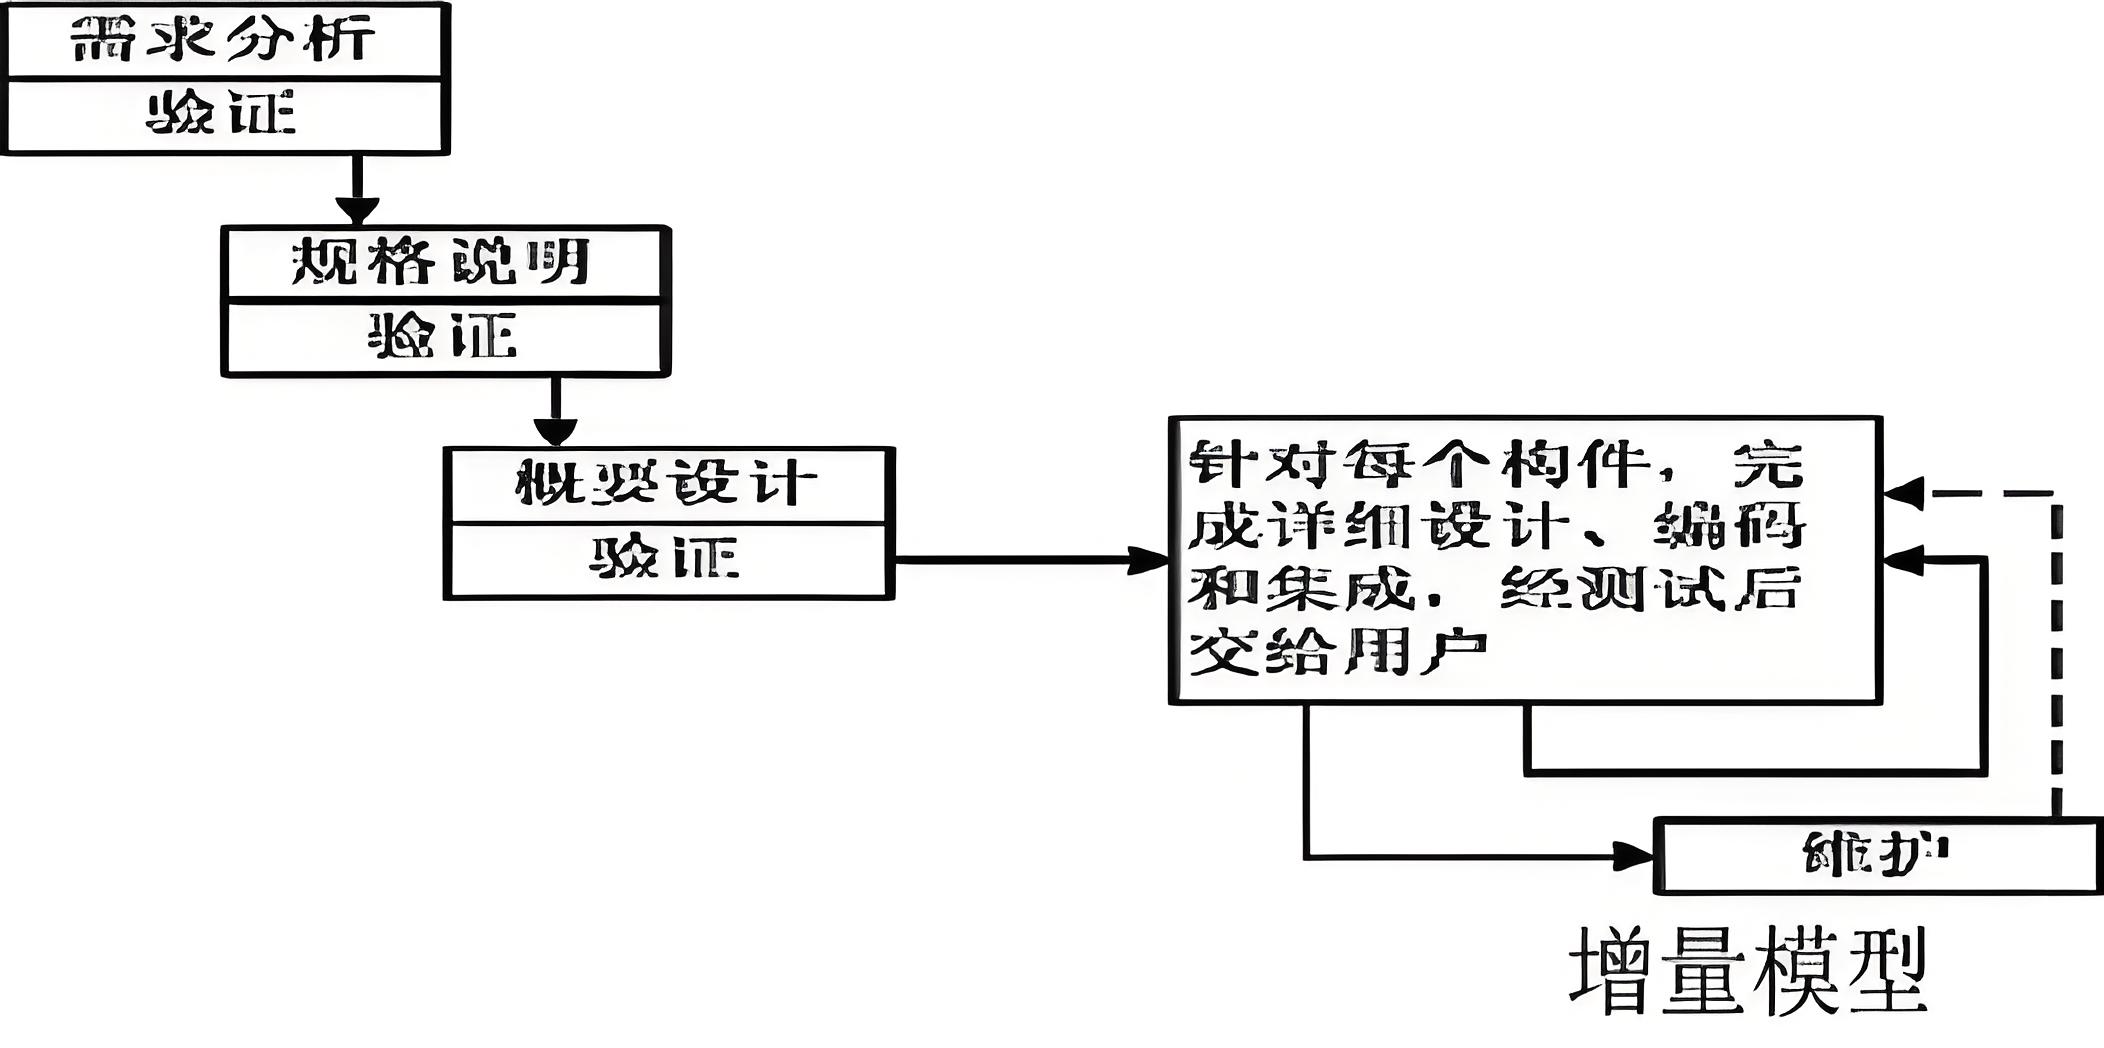 需求分析
验证
规格说明
验证
概要设计
验证
针对每个构件，完
成详细设计、编码
和集成，经测试后
交给用户
维护
增量模型